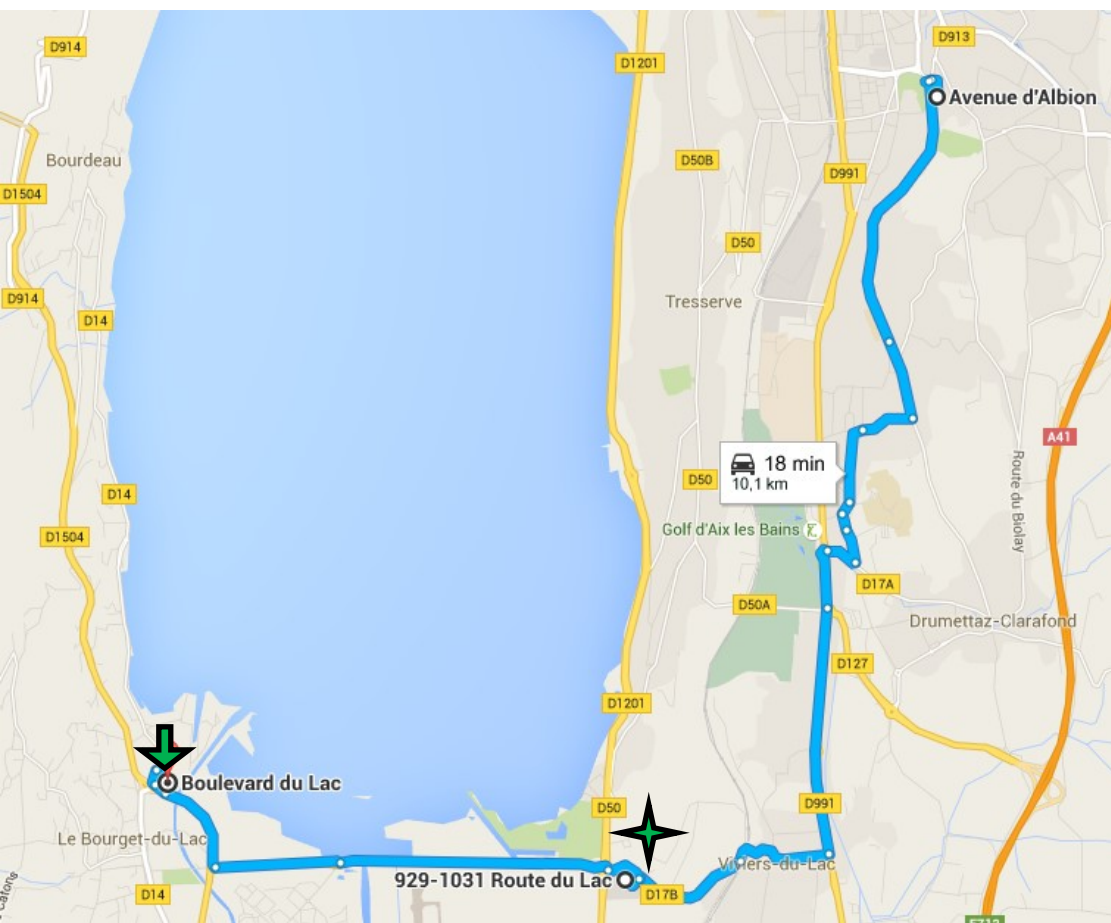 D914
D1201
D913
Avenue d'Albion
Bourdeau
D50B
D991
D1504
D50
Tresserve
D914
D14
A41
18 min
10,1 km
D50
Route du Biolay
D14
Golf d'Aix les Bains
D1504
D17A
D50A
Drumettaz-Clarafond
D127
D1201
Boulevard du Lac
D50
D991
Le Bourget-du-Lac
Viviers-du-Lac
929-1031 Route du Lac
D17B
D14
Catons